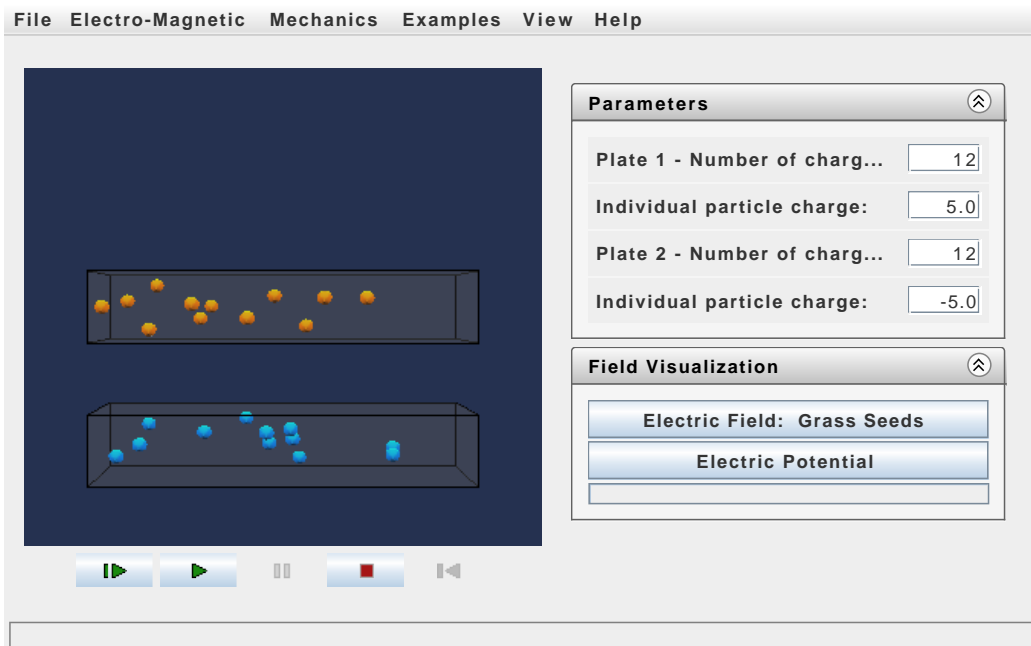 File Electro-Magnetic Mechanics Examples View Help
Parameters
Plate 1 - Number of charg... 12
Individual particle charge: 5.0
Plate 2 - Number of charg... 12
Individual particle charge: -5.0
Field Visualization
Electric Field: Grass Seeds
Electric Potential